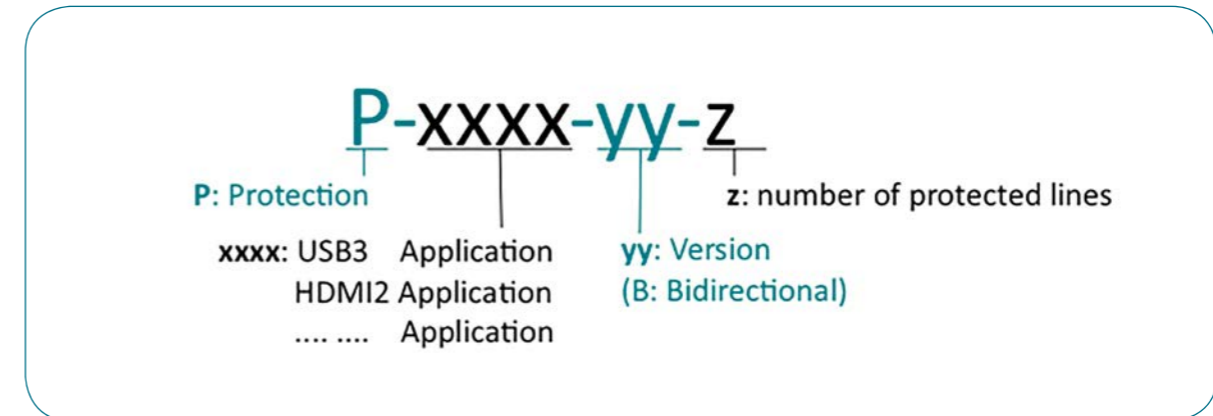 P-xxxx-yy-z
P: Protection
z: number of protected lines
xxxx: USB3 Application
yy: Version
HDMI2 Application
(B: Bidirectional)
.... .... Application